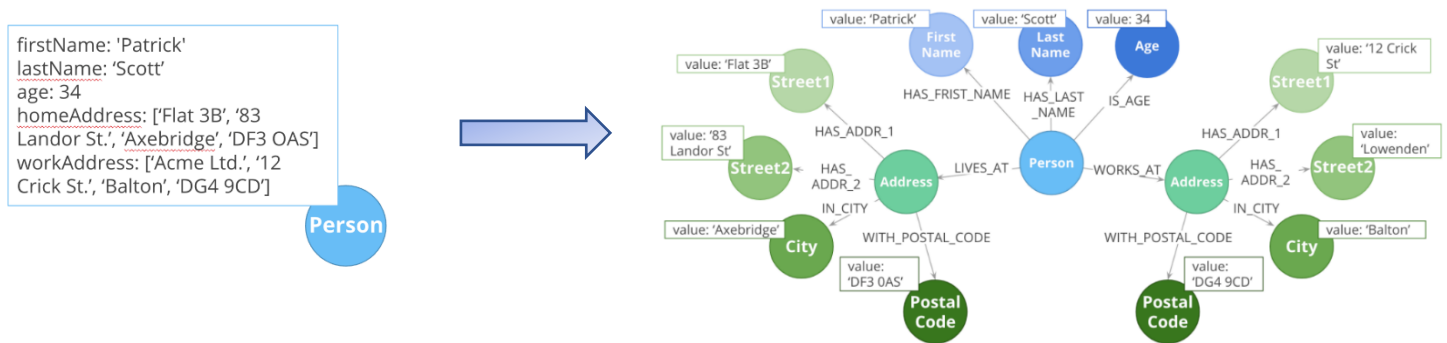 firstName: 'Patrick'
lastName: ‘Scott’
age: 34
homeAddress: [‘Flat 3B’, ‘83
Landor St.’, ‘Axebridge’, ‘DF3 OAS’]
workAddress: [‘Acme Ltd.’, ‘12
Crick St.’, ‘Balton’, ‘DG4 9CD’]
Person
value: ‘Patrick’
value: ‘Scott’
value: 34
First
Name
Last
Name
Age
value: ‘Flat 3B’
Street1
value: ‘12 Crick
St’
Street1
HAS_FRIST_NAME
HAS_LAST
_NAME
IS_AGE
HAS_ADDR_1
HAS_ADDR_1
value: ‘83
Landor St’
Street2
HAS_
ADDR_2
Address
LIVES_AT
Person
WORKS_AT
Address
HAS_
ADDR_2
value:
‘Lowenden’
Street2
IN_CITY
IN_CITY
value: ‘Axebridge’
City
WITH_POSTAL_CODE
WITH_POSTAL_CODE
value: ‘Balton’
City
value:
‘DF3 0AS’
Postal
Code
value:
‘DG4 9CD’
Postal
Code